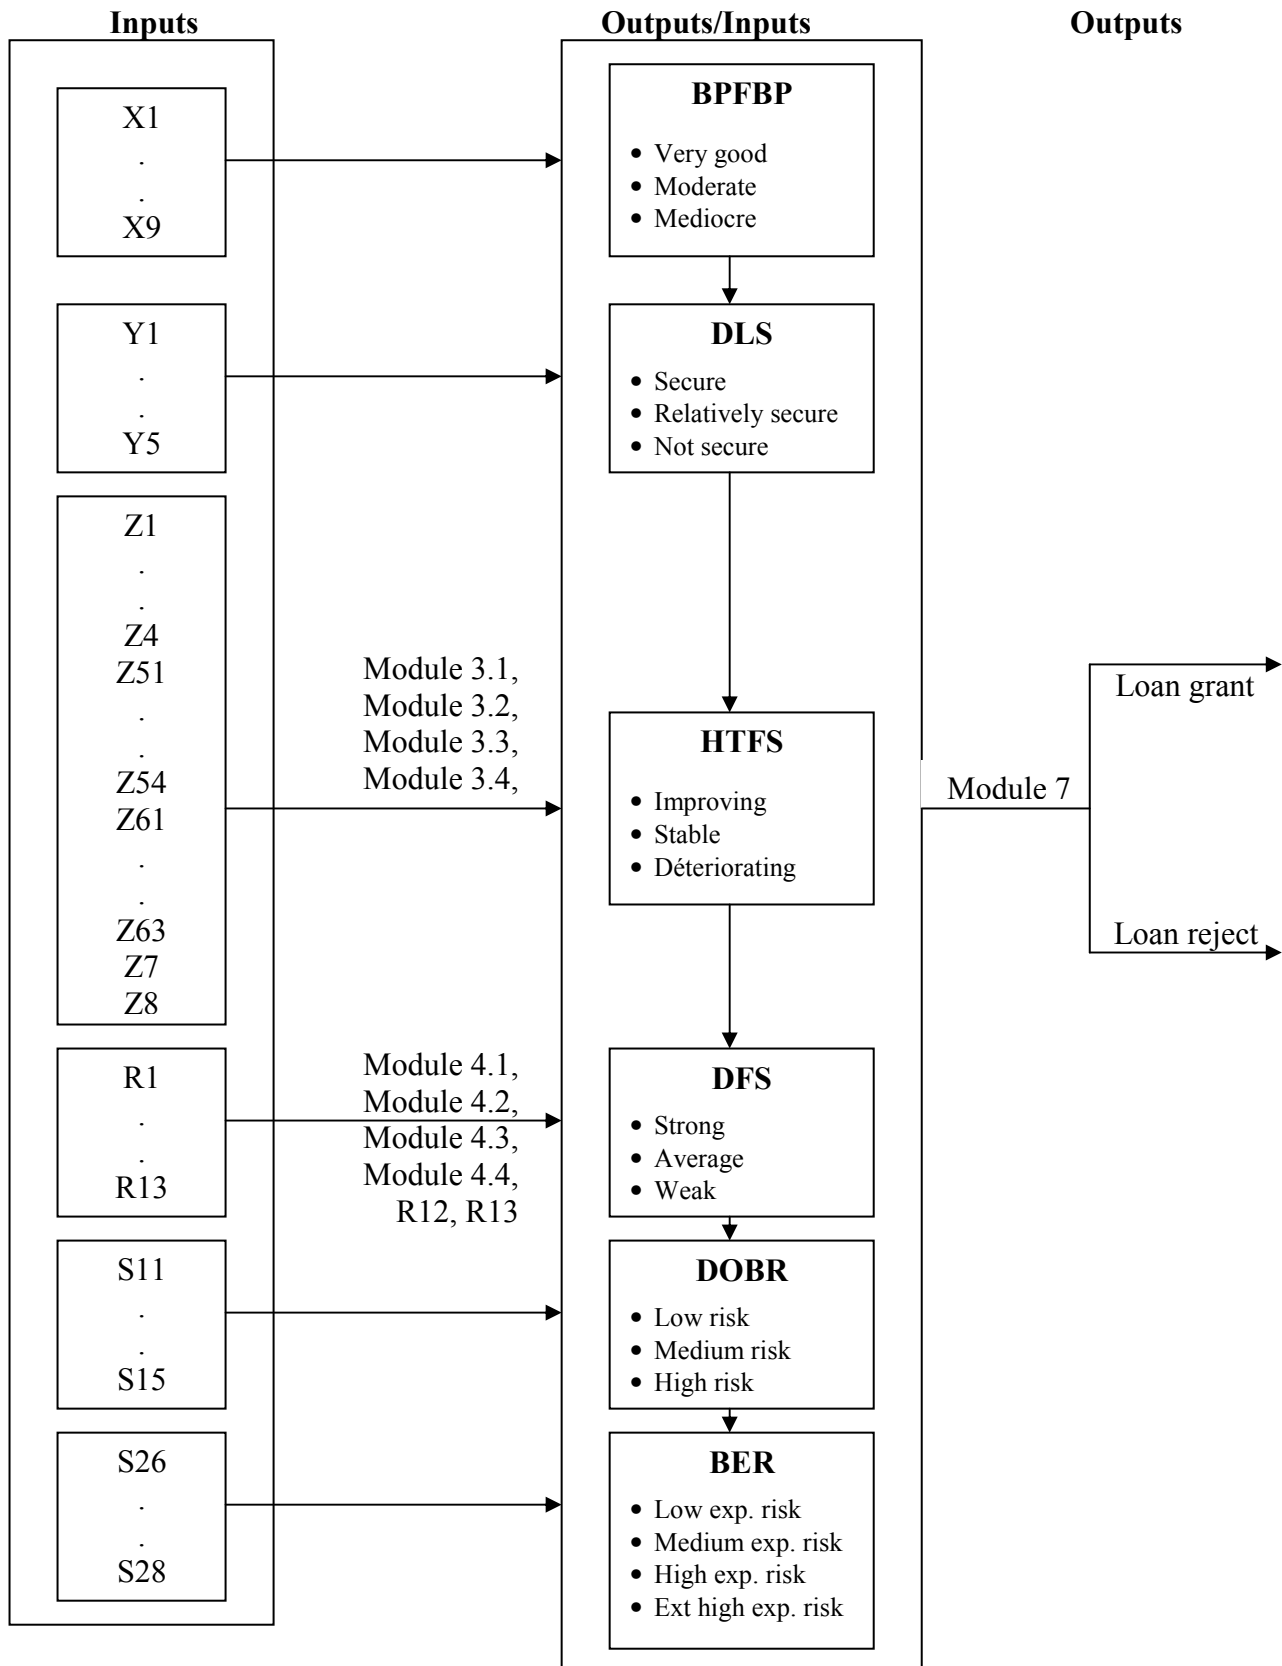 Inputs
Outputs/Inputs
Outputs
X1
.
.
X9
BPFBP
• Very good
• Moderate
• Mediocre
Y1
.
.
Y5
DLS
• Secure
• Relatively secure
• Not secure
Z1
.
.
Z4
Z51
.
.
Z54
Z61
.
.
Z63
Z7
Z8
Module 3.1,
Module 3.2,
Module 3.3,
Module 3.4,
HTFS
• Improving
• Stable
• Déteriorating
Module 7
Loan grant
Loan reject
R1
.
.
R13
Module 4.1,
Module 4.2,
Module 4.3,
Module 4.4,
R12, R13
DFS
• Strong
• Average
• Weak
S11
.
.
S15
DOBR
• Low risk
• Medium risk
• High risk
S26
.
.
S28
BER
• Low exp. risk
• Medium exp. risk
• High exp. risk
• Ext high exp. risk